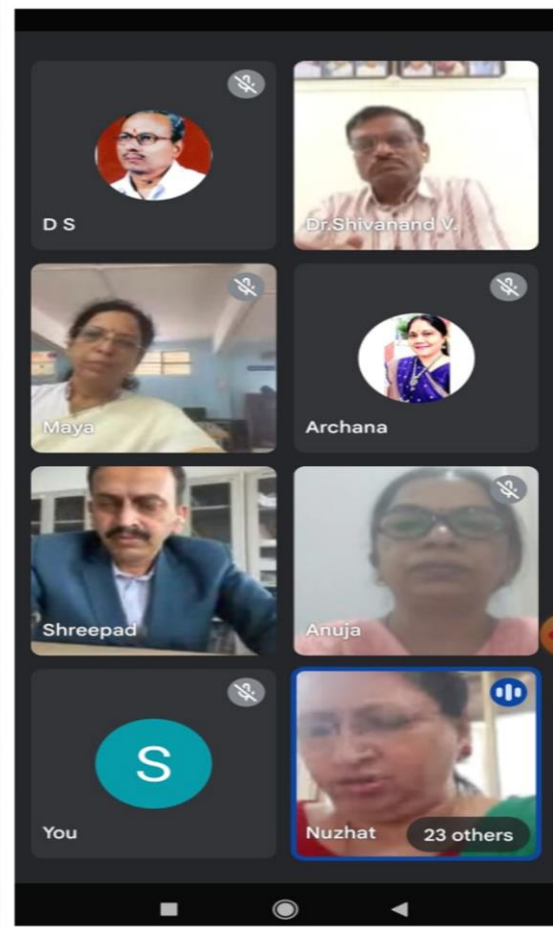 D S
Dr.Shivanand V.
Maya
Archana
Shreepad
Anuja
S
You
Nuzhat
23 others